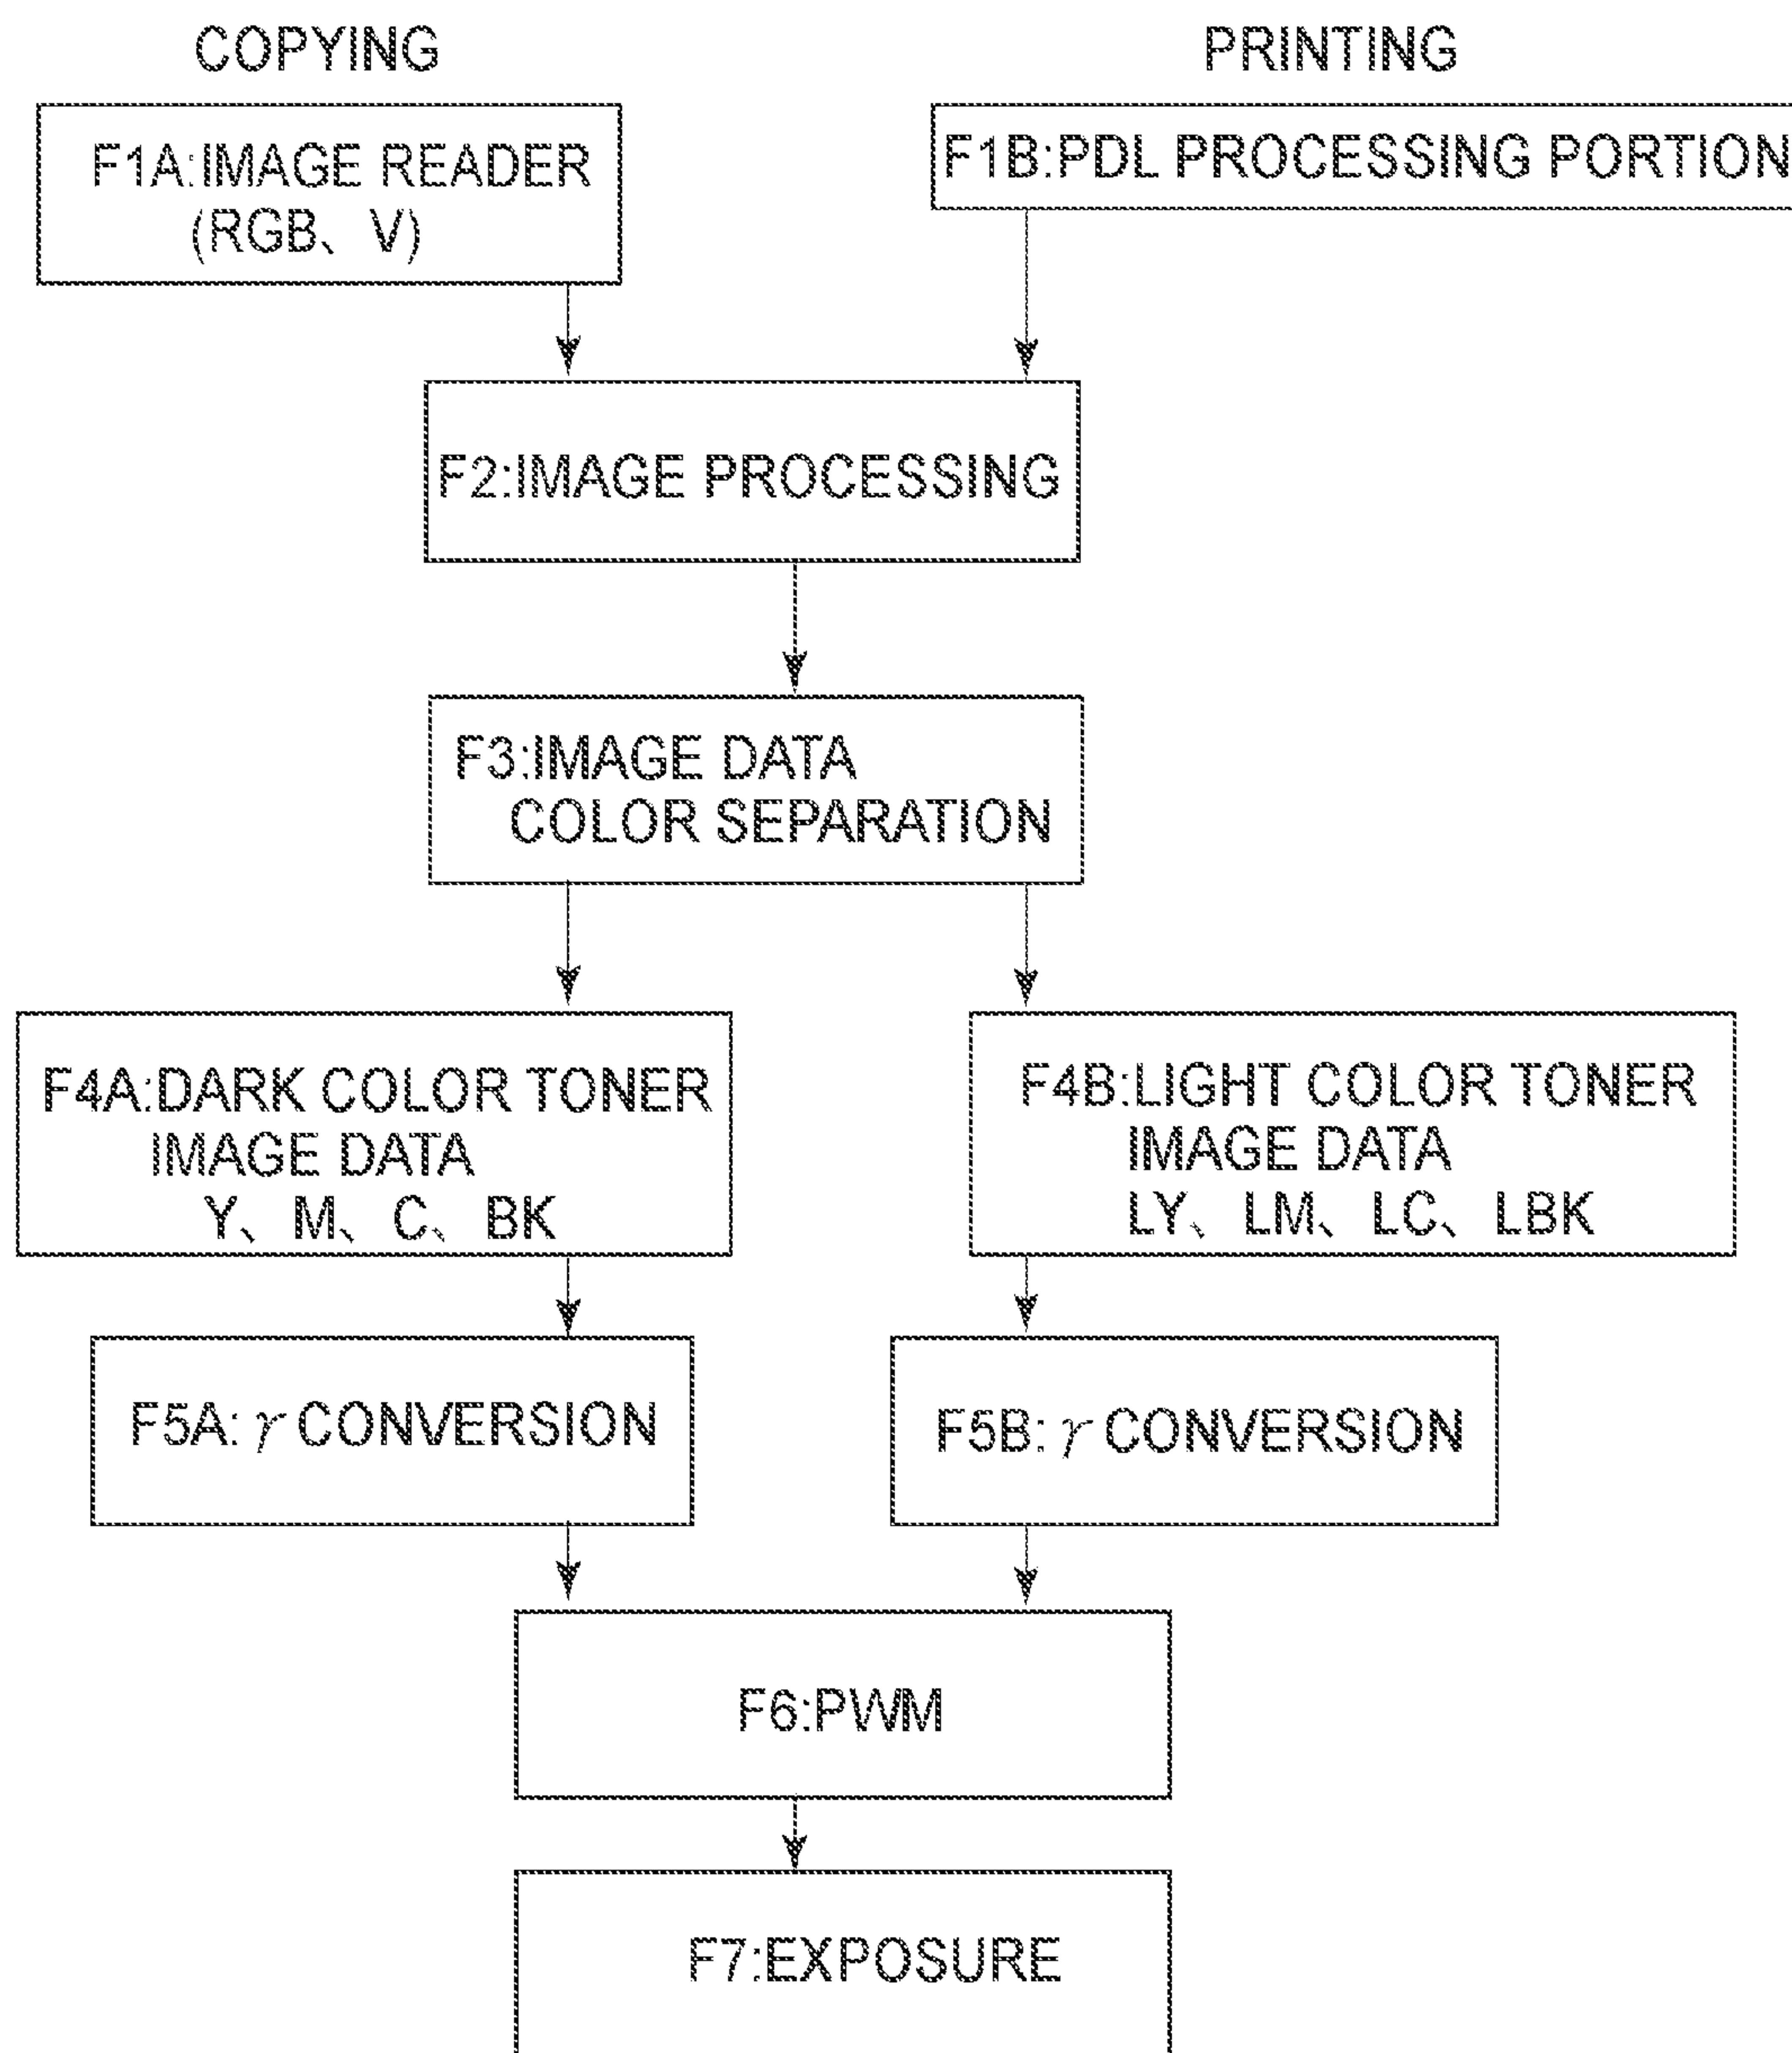 COPYING
PRINTING
F1A:IMAGE READER
(RGB、V)
F1B:PDL PROCESSING PORTION
F2:IMAGE PROCESSING
F3:IMAGE DATA
COLOR SEPARATION
F4A:DARK COLOR TONER
IMAGE DATA
Y、M、C、BK
F4B:LIGHT COLOR TONER
IMAGE DATA
LY、LM、LC、LBK
F5A:γ CONVERSION
F5B:γ CONVERSION
F6:PWM
F7:EXPOSURE